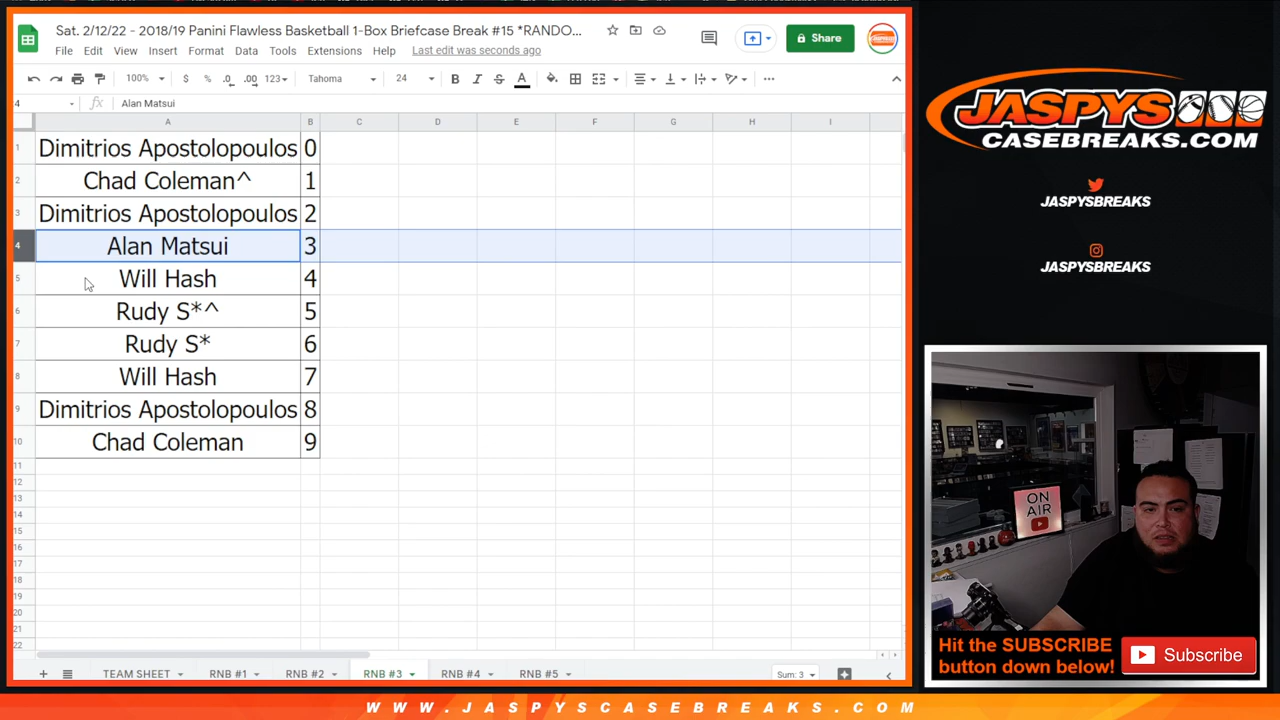 Sat. 2/12/22 - 2018/19 Panini Flawless Basketball 1-Box Briefcase Break #15 *RANDO...
File Edit View Insert Format Data Tools Extensions Help Last edit was seconds ago
Share
100% $ % .0 .00 123 Tahoma 24 B I S A
4 fx Alan Matsui
A B C D E F G H I
1 Dimitrios Apostolopoulos 0
2 Chad Coleman^ 1
3 Dimitrios Apostolopoulos 2
4 Alan Matsui 3
5 Will Hash 4
6 Rudy S*^ 5
7 Rudy S* 6
8 Will Hash 7
9 Dimitrios Apostolopoulos 8
10 Chad Coleman 9
11
12
13
14
15
16
17
18
19
20
21
22
TEAM SHEET RNB #1 RNB #2 RNB #3 RNB #4 RNB #5 Sum: 3
JASPYS
CASEBREAKS.COM
JASPYSBREAKS
JASPYSBREAKS
ON
AIR
Hit the SUBSCRIBE
button down below!
Subscribe
WWW.JASPYSCASEBREAKS.COM